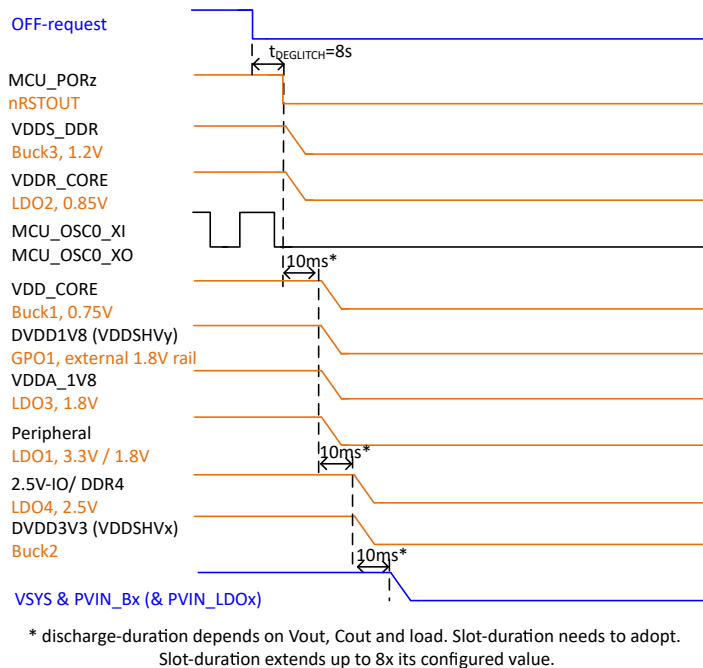 OFF-request
tDEGLITCH=8s
MCU_PORz
nRSTOUT
VDDS_DDR
Buck3, 1.2V
VDDR_CORE
LDO2, 0.85V
MCU_OSC0_XI
MCU_OSC0_XO
10ms*
VDD_CORE
Buck1, 0.75V
DVDD1V8 (VDDSHVy)
GPO1, external 1.8V rail
VDDA_1V8
LDO3, 1.8V
Peripheral
LDO1, 3.3V / 1.8V
10ms*
2.5V-IO/ DDR4
LDO4, 2.5V
DVDD3V3 (VDDSHVx)
Buck2
10ms*
VSYS & PVIN_Bx (& PVIN_LDOx)
* discharge-duration depends on Vout, Cout and load. Slot-duration needs to adopt.
Slot-duration extends up to 8x its configured value.